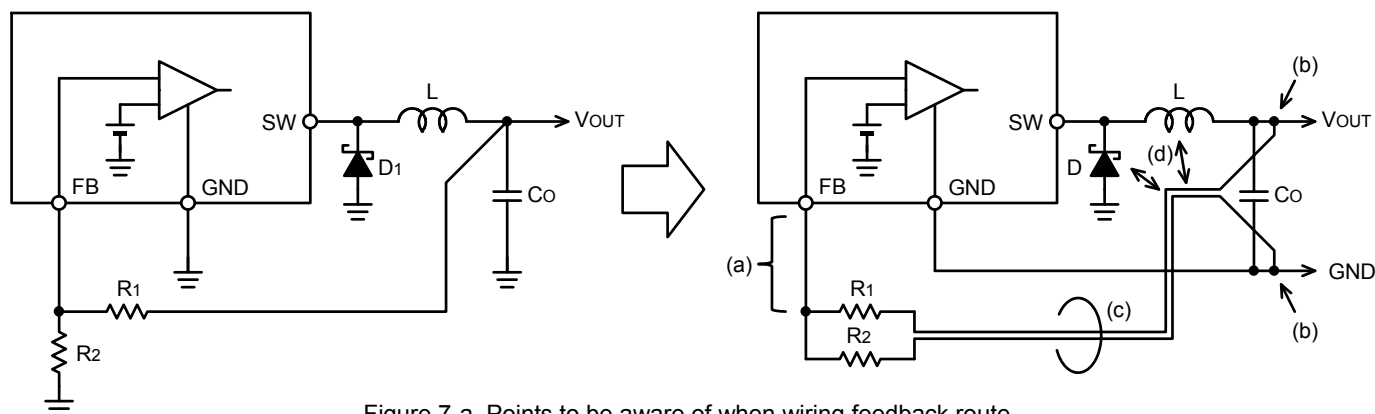 SW
L
VOUT
D1
CO
FB
GND
R1
R2
(b)
L
SW
VOUT
(d)
D
FB
GND
CO
(a)
GND
R1
(c)
R2
(b)
Figure 7-a. Points to be aware of when wiring feedback route